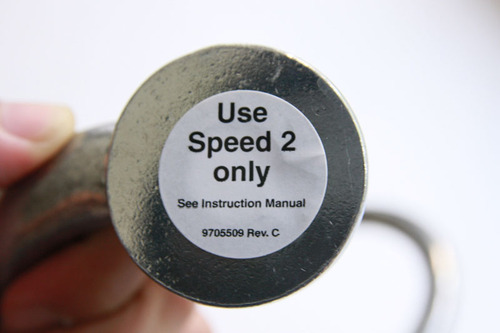 Use
Speed 2
only
See Instruction Manual
9705509 Rev. C